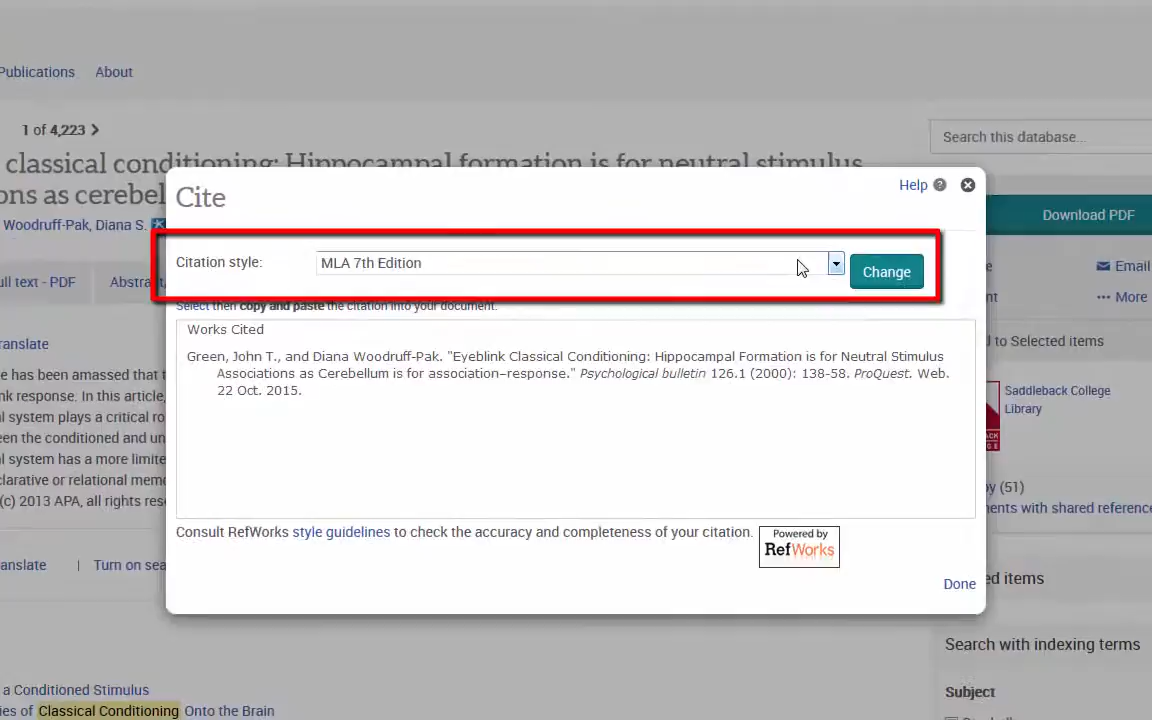 Publications About
1 of 4,223
Search this database...
classical conditioning: Hippocampal formation is for neutral stimulus
ons as cerebel
Woodruff-Pak, Diana S.
Download PDF
Cite
Help ?
Citation style: MLA 7th Edition Change
ull text - PDF Abstract
Email
More
Select then copy and paste the citation into your document.
Works Cited
Green, John T., and Diana Woodruff-Pak. "Eyeblink Classical Conditioning: Hippocampal Formation is for Neutral Stimulus
Associations as Cerebellum is for association–response." Psychological bulletin 126.1 (2000): 138-58. ProQuest. Web.
22 Oct. 2015.
anslate
l to Selected items
e has been amassed that t
nk response. In this article,
l system plays a critical ro
een the conditioned and un
l system has a more limite
clarative or relational memo
(c) 2013 APA, all rights rese
Saddleback College
Library
py (51)
ents with shared reference
Consult RefWorks style guidelines to check the accuracy and completeness of your citation.
Powered by
RefWorks
Done
anslate | Turn on sea
ed items
Search with indexing terms
Subject
a Conditioned Stimulus
ies of Classical Conditioning Onto the Brain